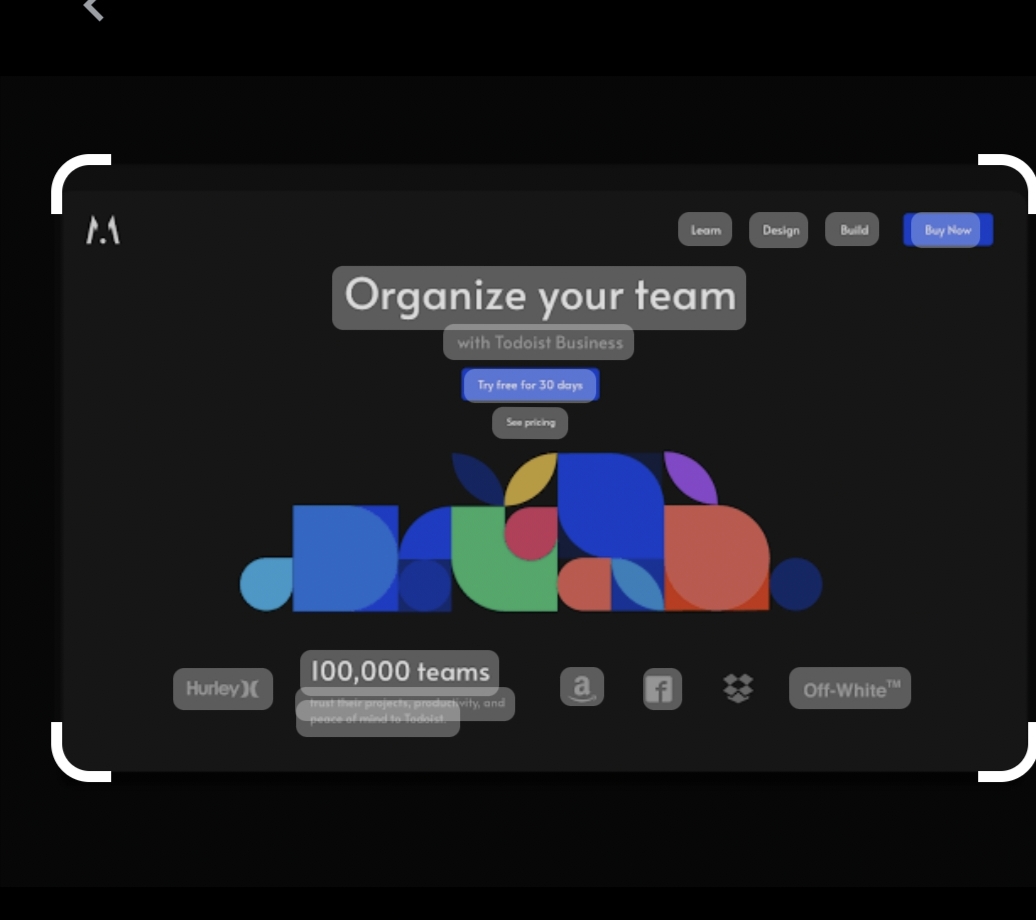 Learn
Design
Build
Buy Now
Organize your team
with Todoist Business
Try free for 30 days
See pricing
Hurley
100,000 teams
trust their projects, productivity, and
peace of mind to Todoist.
a
f
Off-White™